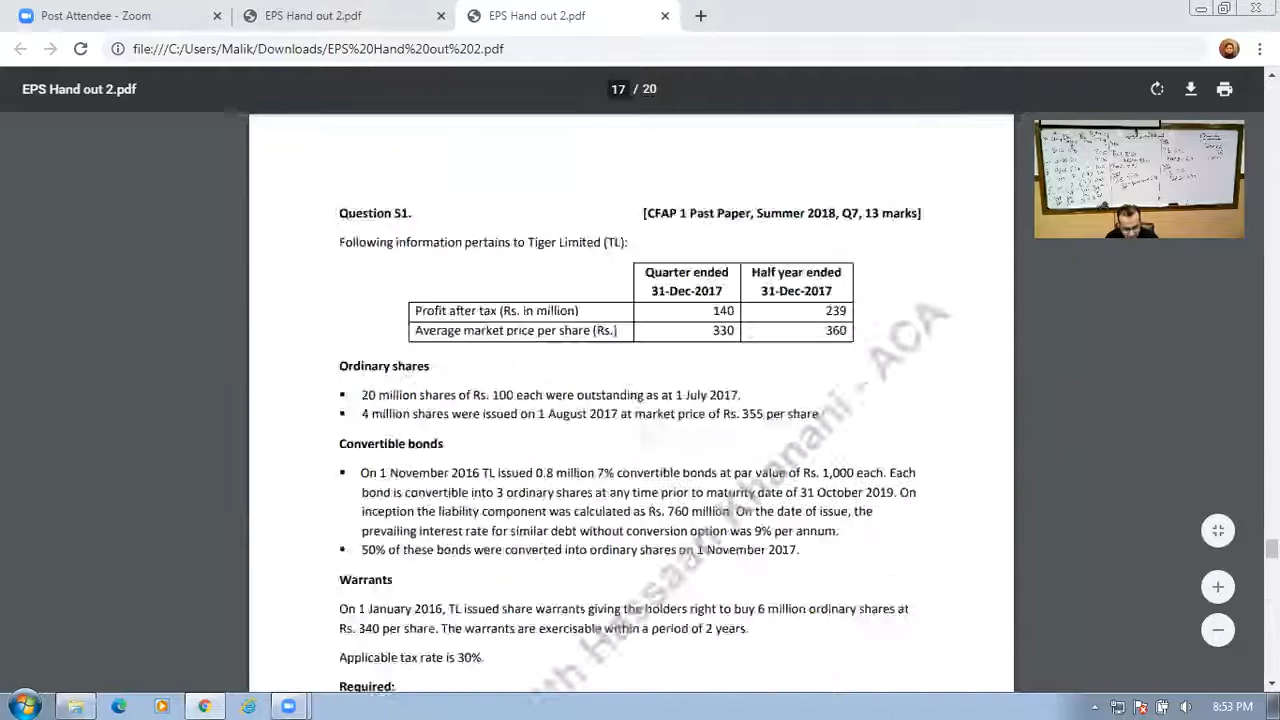 Post Attendee - Zoom
EPS Hand out 2.pdf
EPS Hand out 2.pdf
file:///C:/Users/Malik/Downloads/EPS%20Hand%20out%202.pdf
EPS Hand out 2.pdf
17 / 20
Question 51. [CFAP 1 Past Paper, Summer 2018, Q7, 13 marks]
Following information pertains to Tiger Limited (TL):
Quarter ended Half year ended
31-Dec-2017 31-Dec-2017
Profit after tax (Rs. in million) 140 239
Average market price per share (Rs.) 330 360
Ordinary shares
▪ 20 million shares of Rs. 100 each were outstanding as at 1 July 2017.
▪ 4 million shares were issued on 1 August 2017 at market price of Rs. 355 per share
Convertible bonds
▪ On 1 November 2016 TL issued 0.8 million 7% convertible bonds at par value of Rs. 1,000 each. Each
bond is convertible into 3 ordinary shares at any time prior to maturity date of 31 October 2019. On
inception the liability component was calculated as Rs. 760 million. On the date of issue, the
prevailing interest rate for similar debt without conversion option was 9% per annum.
▪ 50% of these bonds were converted into ordinary shares on 1 November 2017.
Warrants
On 1 January 2016, TL issued share warrants giving the holders right to buy 6 million ordinary shares at
Rs. 340 per share. The warrants are exercisable within a period of 2 years.
Applicable tax rate is 30%.
Required:
Hassaan Khanani - ACA
8:53 PM